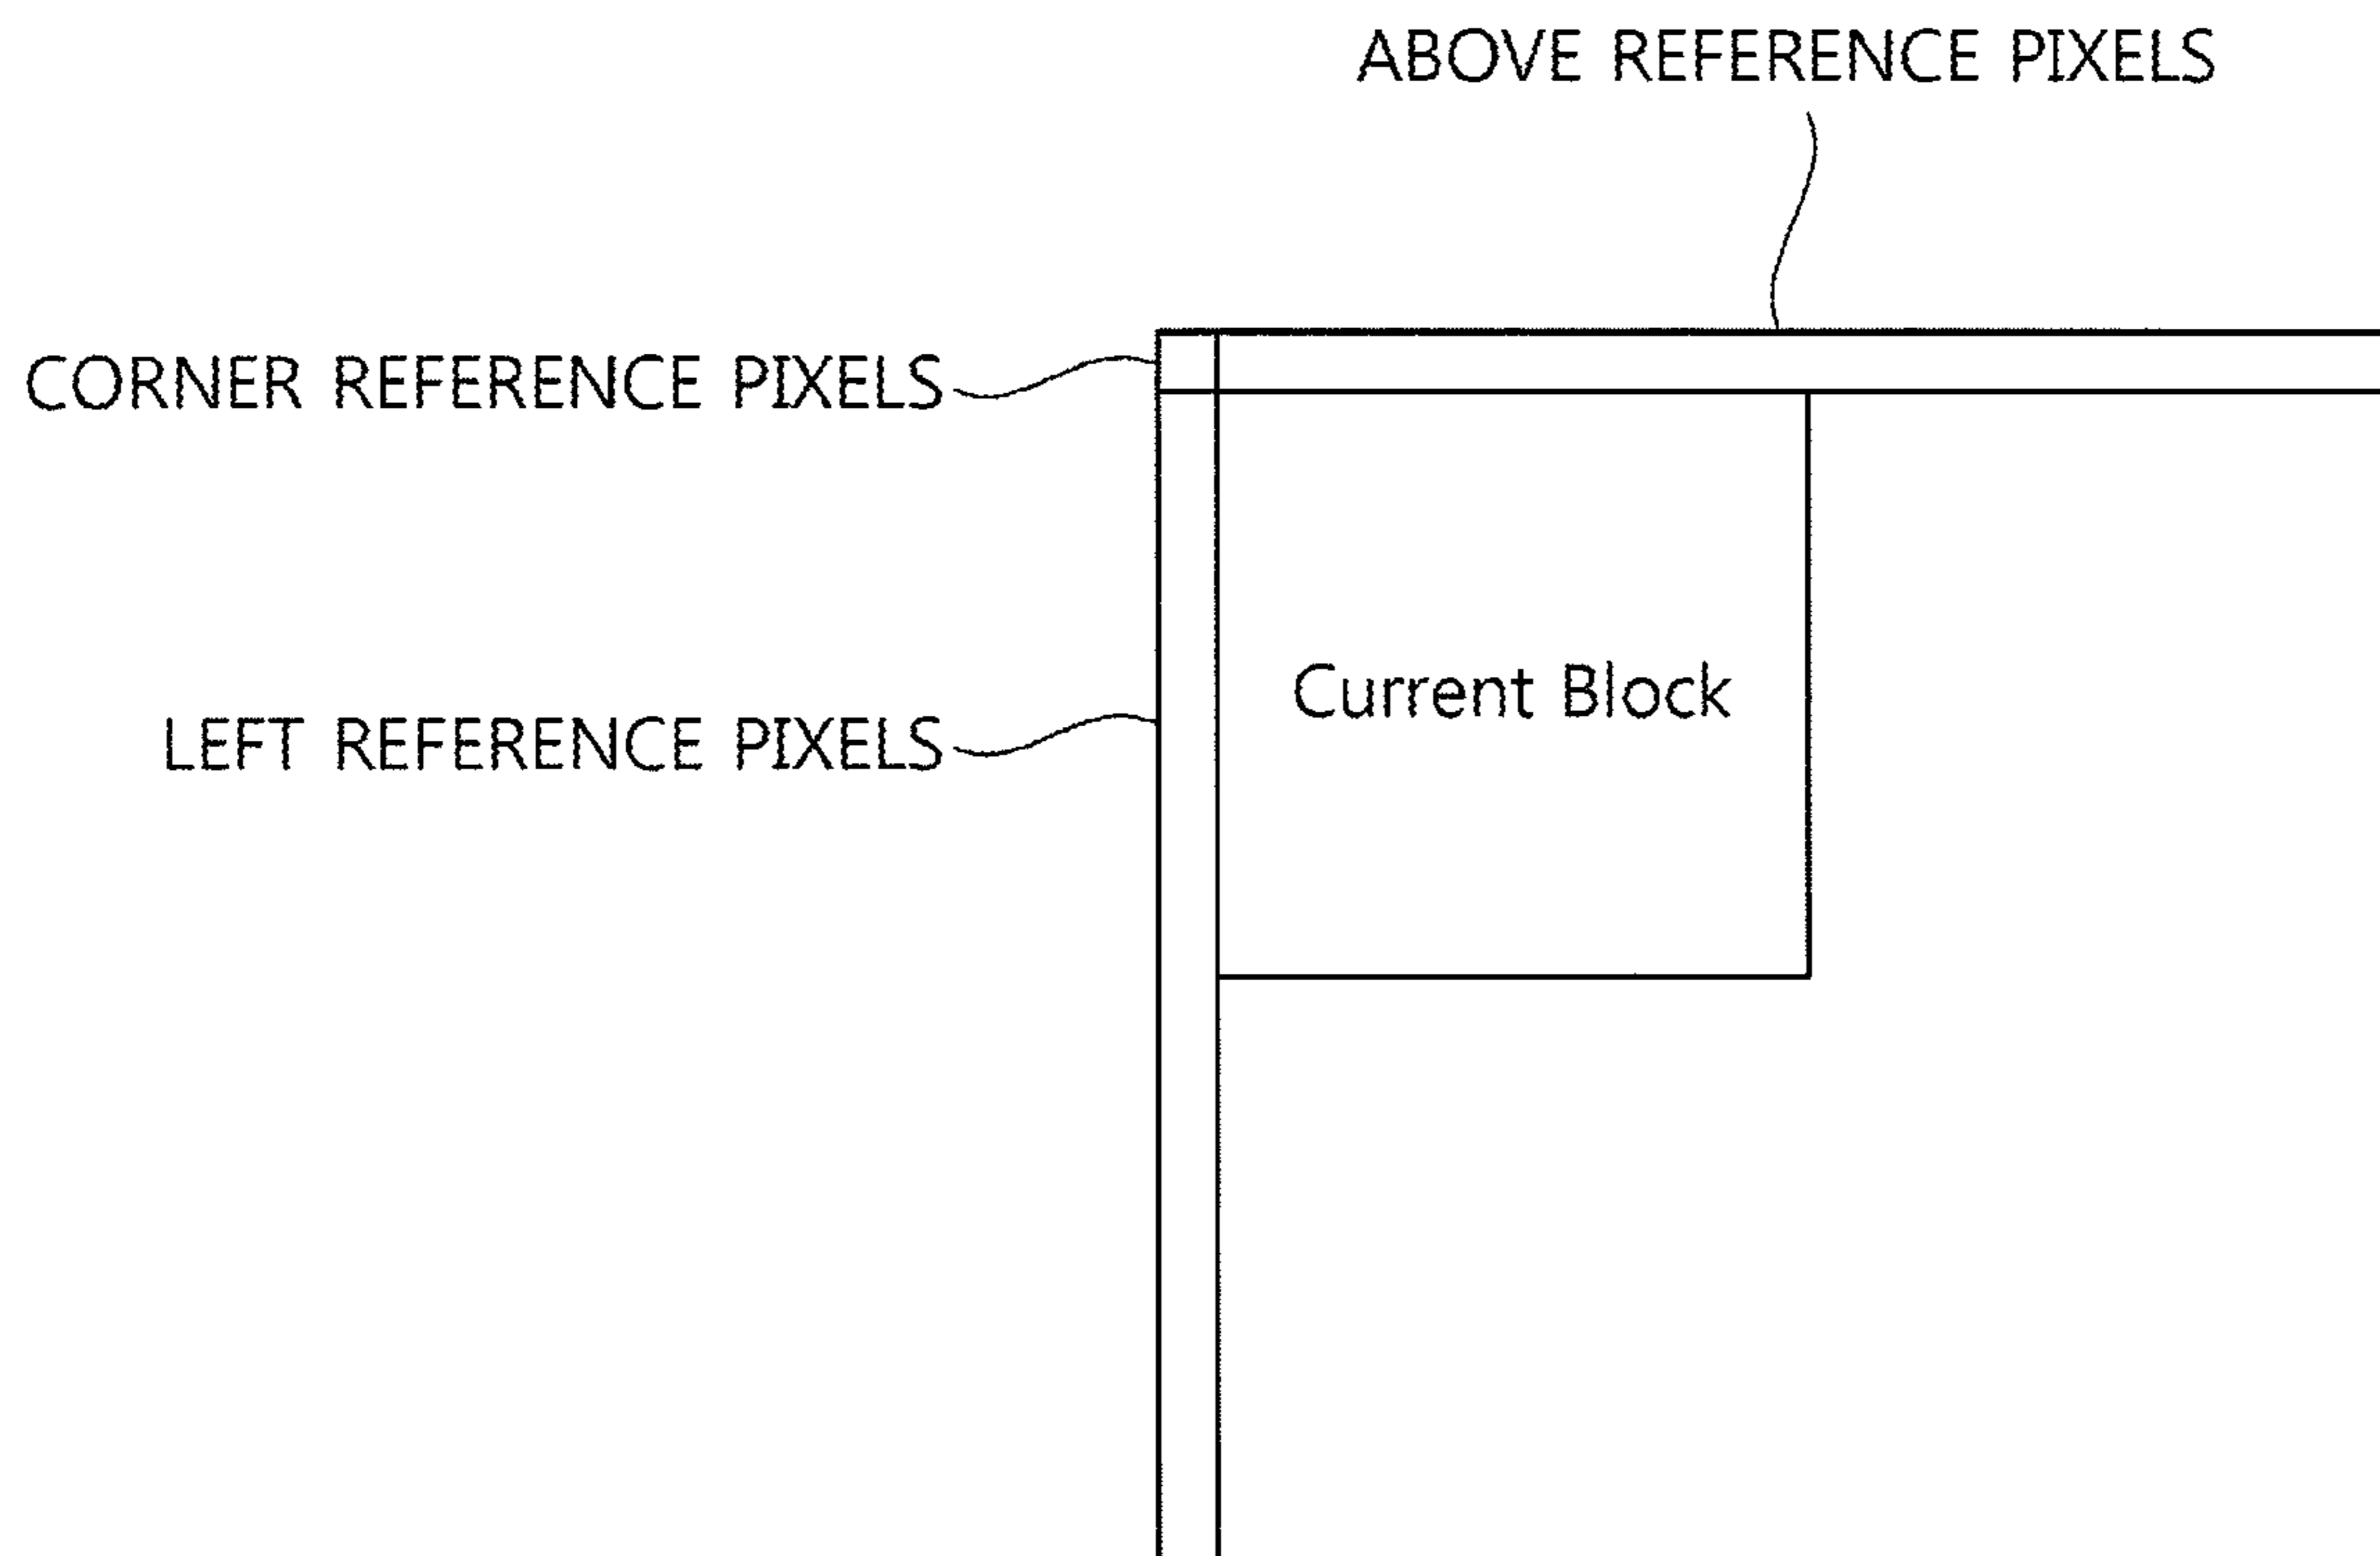 ABOVE REFERENCE PIXELS
CORNER REFERENCE PIXELS
Current Block
LEFT REFERENCE PIXELS